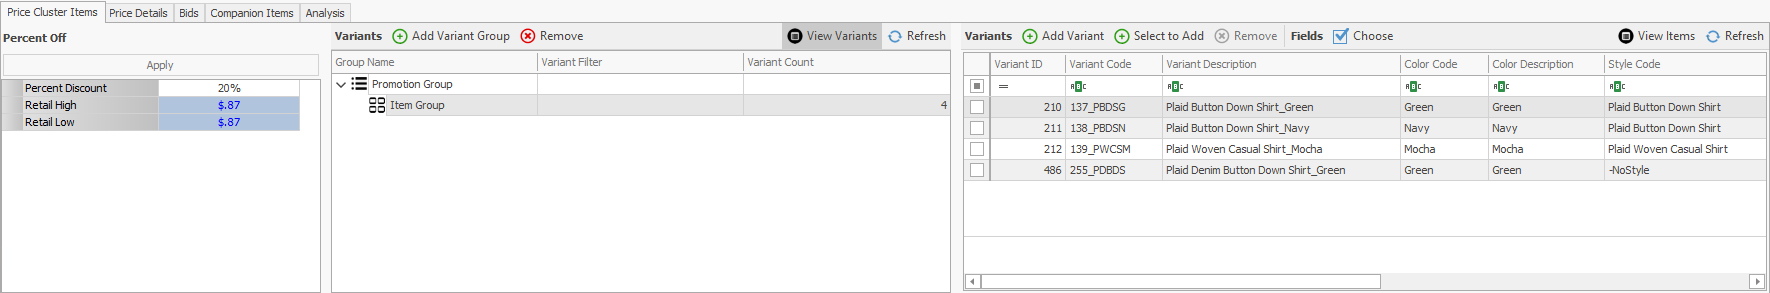 Price Cluster Items Price Details Bids Companion Items Analysis
Percent Off
Apply
Percent Discount 20%
Retail High $.87
Retail Low $.87
Variants Add Variant Group Remove View Variants Refresh
Group Name Variant Filter Variant Count
Promotion Group
Item Group 4
Variants Add Variant Select to Add Remove Fields Choose View Items Refresh
Variant ID Variant Code Variant Description Color Code Color Description Style Code
= ABC ABC ABC ABC ABC
210 137_PBDSG Plaid Button Down Shirt_Green Green Green Plaid Button Down Shirt
211 138_PBDSN Plaid Button Down Shirt_Navy Navy Navy Plaid Button Down Shirt
212 139_PWCSM Plaid Woven Casual Shirt_Mocha Mocha Mocha Plaid Woven Casual Shirt
486 255_PDBDS Plaid Denim Button Down Shirt_Green Green Green -NoStyle